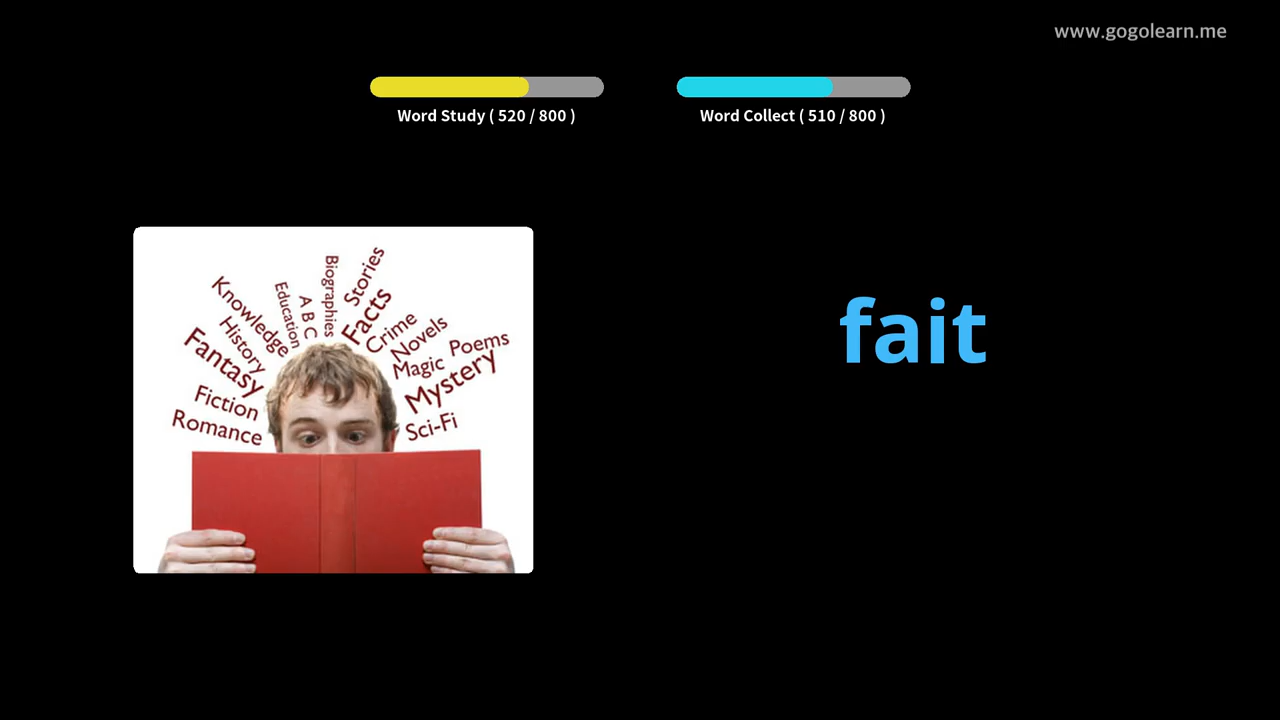 www.gogolearn.me
Word Study ( 520 / 800 )
Word Collect ( 510 / 800 )
fait
Romance
Fiction
Fantasy
History
Knowledge
Education
A B C
Biographies
Stories
Facts
Crime
Novels
Magic
Poems
Mystery
Sci-Fi